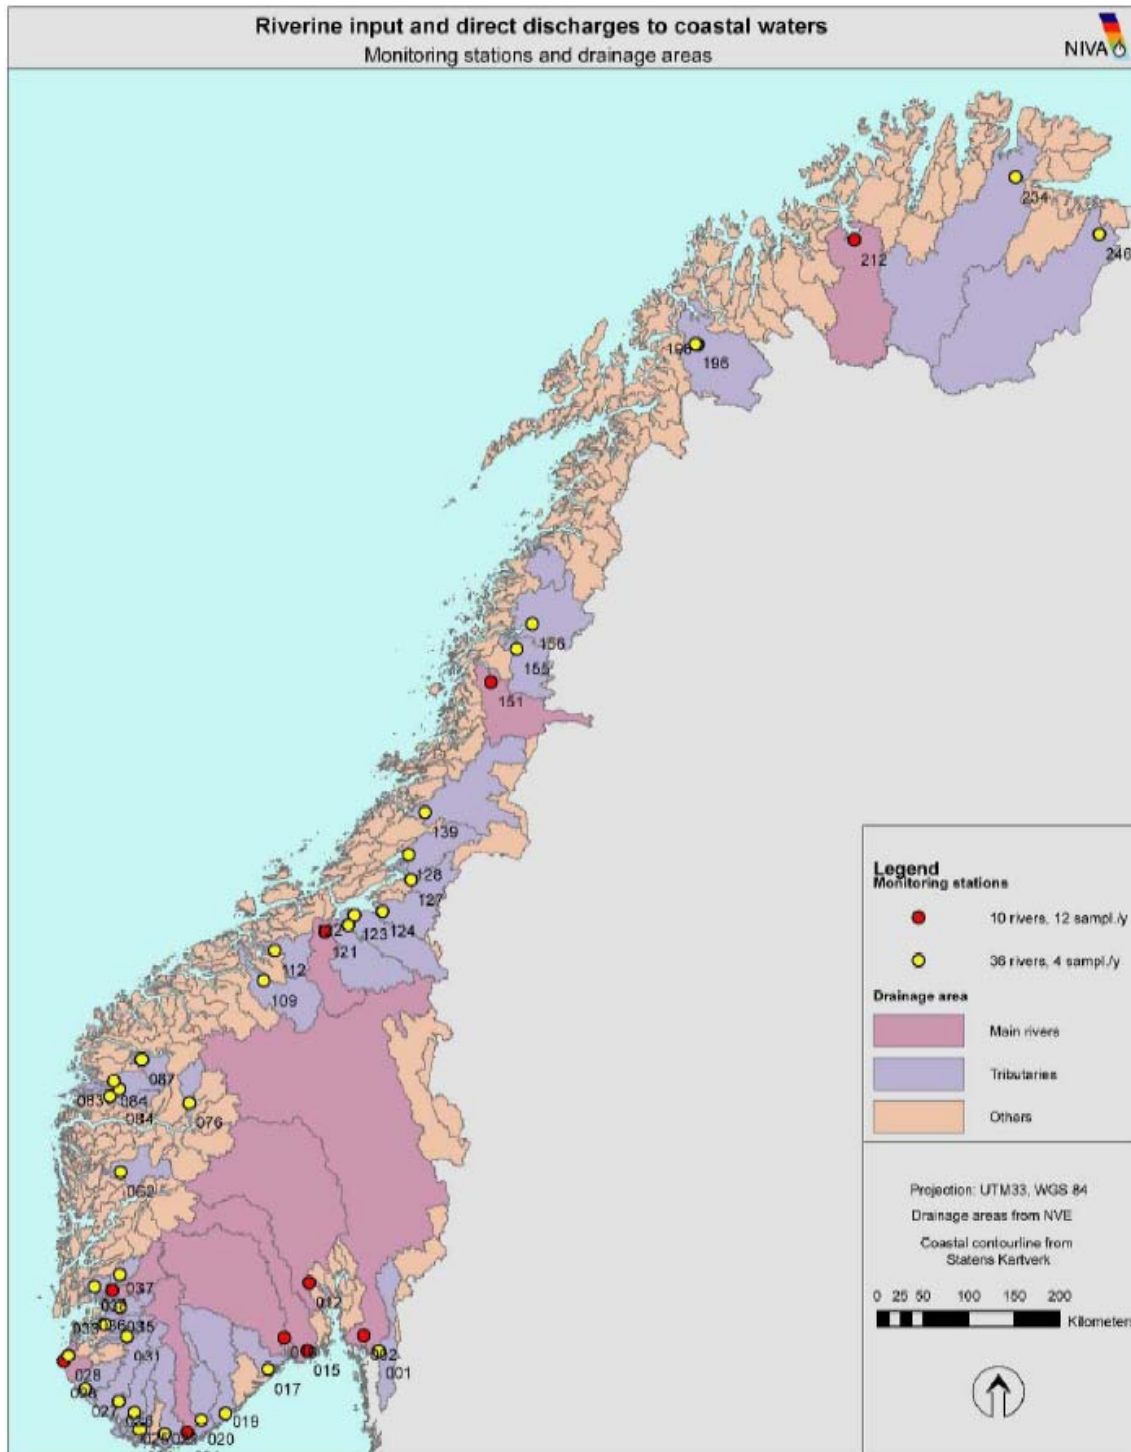 Riverine input and direct discharges to coastal waters
Monitoring stations and drainage areas
NIVA
234
246
212
196
156
155
151
139
128
127
124
123
121
112
109
087
083
084
076
062
037
012
035
031
028
015
002
001
017
027
019
020
Legend
Monitoring stations
10 rivers, 12 sampl./y
36 rivers, 4 sampl./y
Drainage area
Main rivers
Tributaries
Others
Projection: UTM33, WGS 84
Drainage areas from NVE
Coastal contourline from
Statens Kartverk
0 25 50 100 150 200
Kilometers